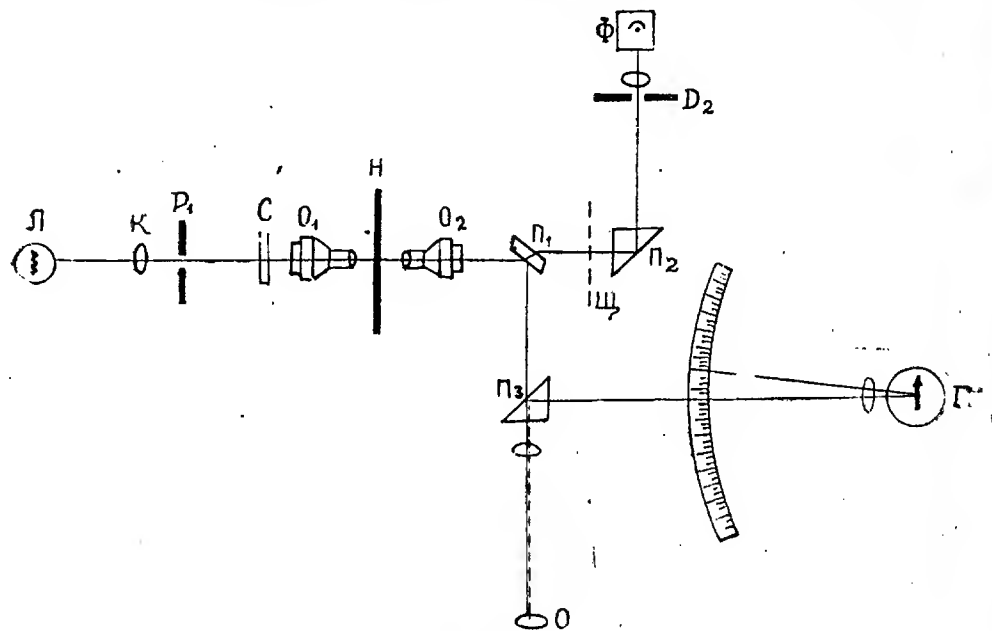 Ф
D₂
Л
К
D₁
С
O₁
Н
O₂
П₁
П₂
Щ
П₃
Г
О